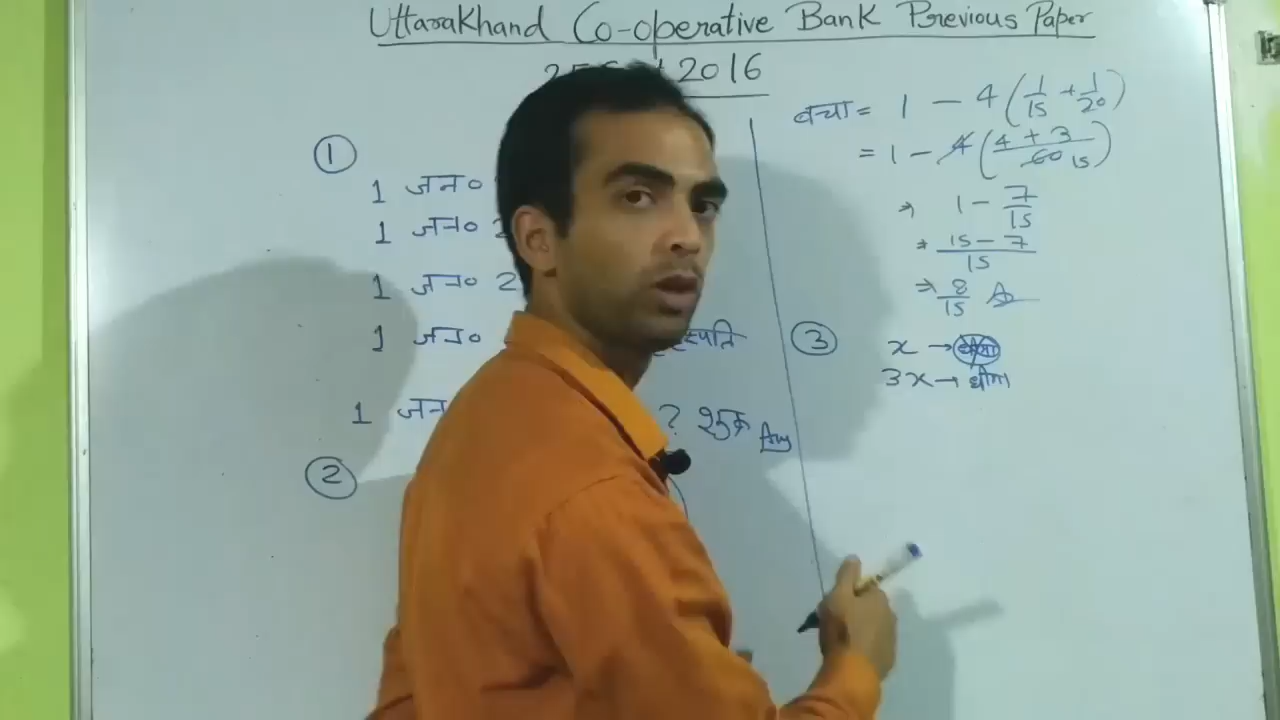 Uttarakhand Co-operative Bank Previous Paper
2016
①
1 जन०
1 जन० 2
1 जन० 2
1 जन० स्पति
1 जन ? शुक्र Ans
②
बचा = 1 - 4 (1/15 + 1/20)
= 1 - 4 (4 + 3 / 60 15)
⇒ 1 - 7/15
⇒ 15 - 7 / 15
⇒ 8/15
③
x →
3x → धीमा